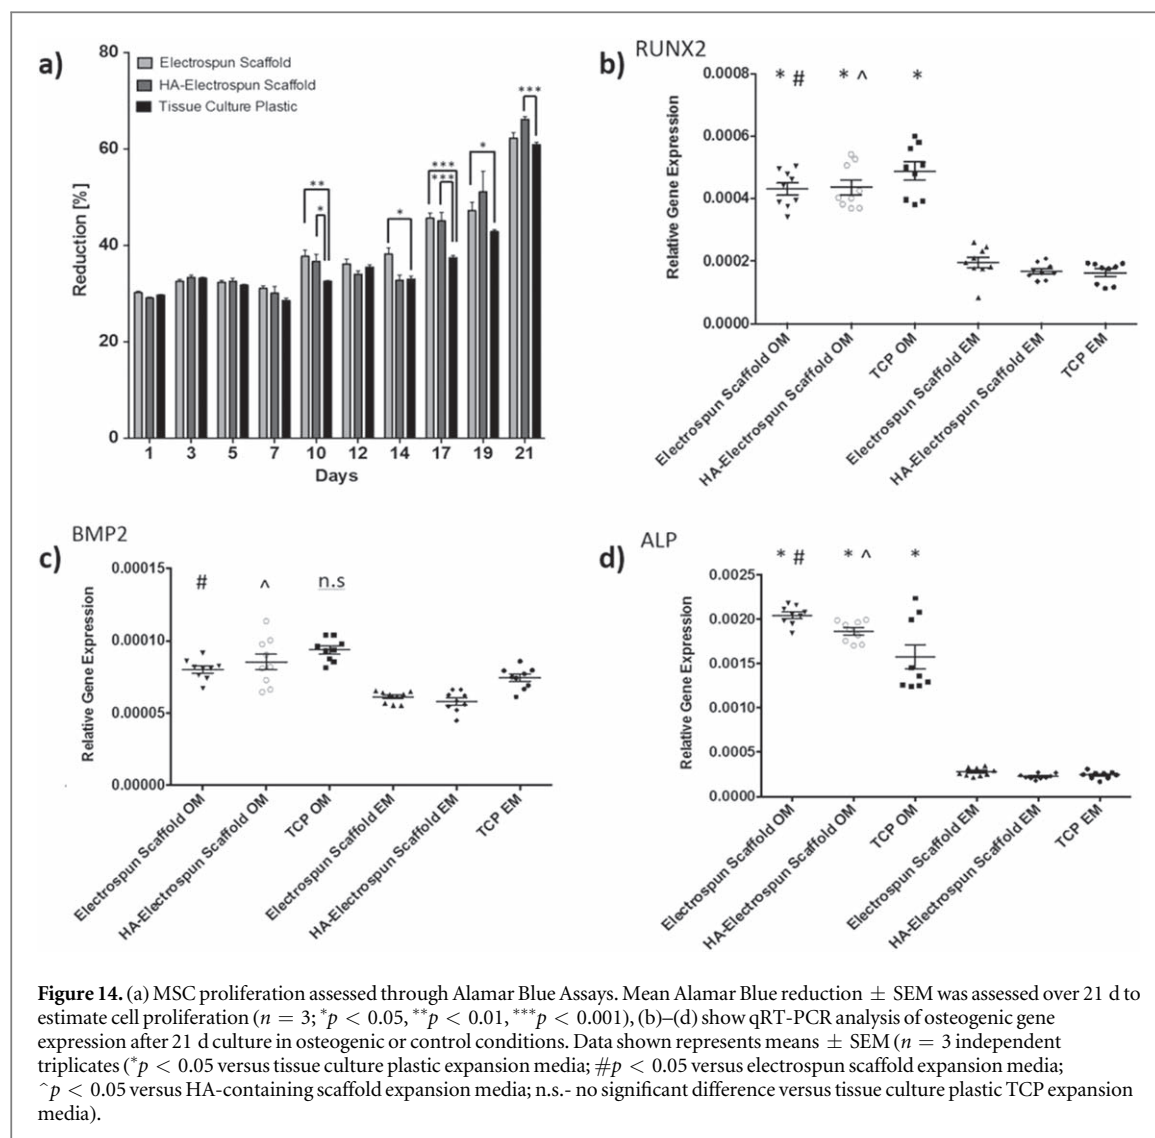 a)
80
60
40
20
0
Reduction [%]
Electrospun Scaffold
HA-Electrospun Scaffold
Tissue Culture Plastic
**
*
*
***
***
*
***
1 3 5 7 10 12 14 17 19 21
Days
b)
RUNX2
* # * ^ *
0.0008
0.0006
0.0004
0.0002
0.0000
Relative Gene Expression
Electrospun Scaffold OM
HA-Electrospun Scaffold OM
TCP OM
Electrospun Scaffold EM
HA-Electrospun Scaffold EM
TCP EM
c)
BMP2
# ^ n.s
0.00015
0.00010
0.00005
0.00000
Relative Gene Expression
Electrospun Scaffold OM
HA-Electrospun Scaffold OM
TCP OM
Electrospun Scaffold EM
HA-Electrospun Scaffold EM
TCP EM
d)
ALP
* # * ^ *
0.0025
0.0020
0.0015
0.0010
0.0005
0.0000
Relative Gene Expression
Electrospun Scaffold OM
HA-Electrospun Scaffold OM
TCP OM
Electrospun Scaffold EM
HA-Electrospun Scaffold EM
TCP EM
Figure 14. (a) MSC proliferation assessed through Alamar Blue Assays. Mean Alamar Blue reduction ± SEM was assessed over 21 d to
estimate cell proliferation (n = 3; *p < 0.05, **p < 0.01, ***p < 0.001), (b)–(d) show qRT-PCR analysis of osteogenic gene
expression after 21 d culture in osteogenic or control conditions. Data shown represents means ± SEM (n = 3 independent
triplicates (*p < 0.05 versus tissue culture plastic expansion media; #p < 0.05 versus electrospun scaffold expansion media;
^p < 0.05 versus HA-containing scaffold expansion media; n.s.- no significant difference versus tissue culture plastic TCP expansion
media).